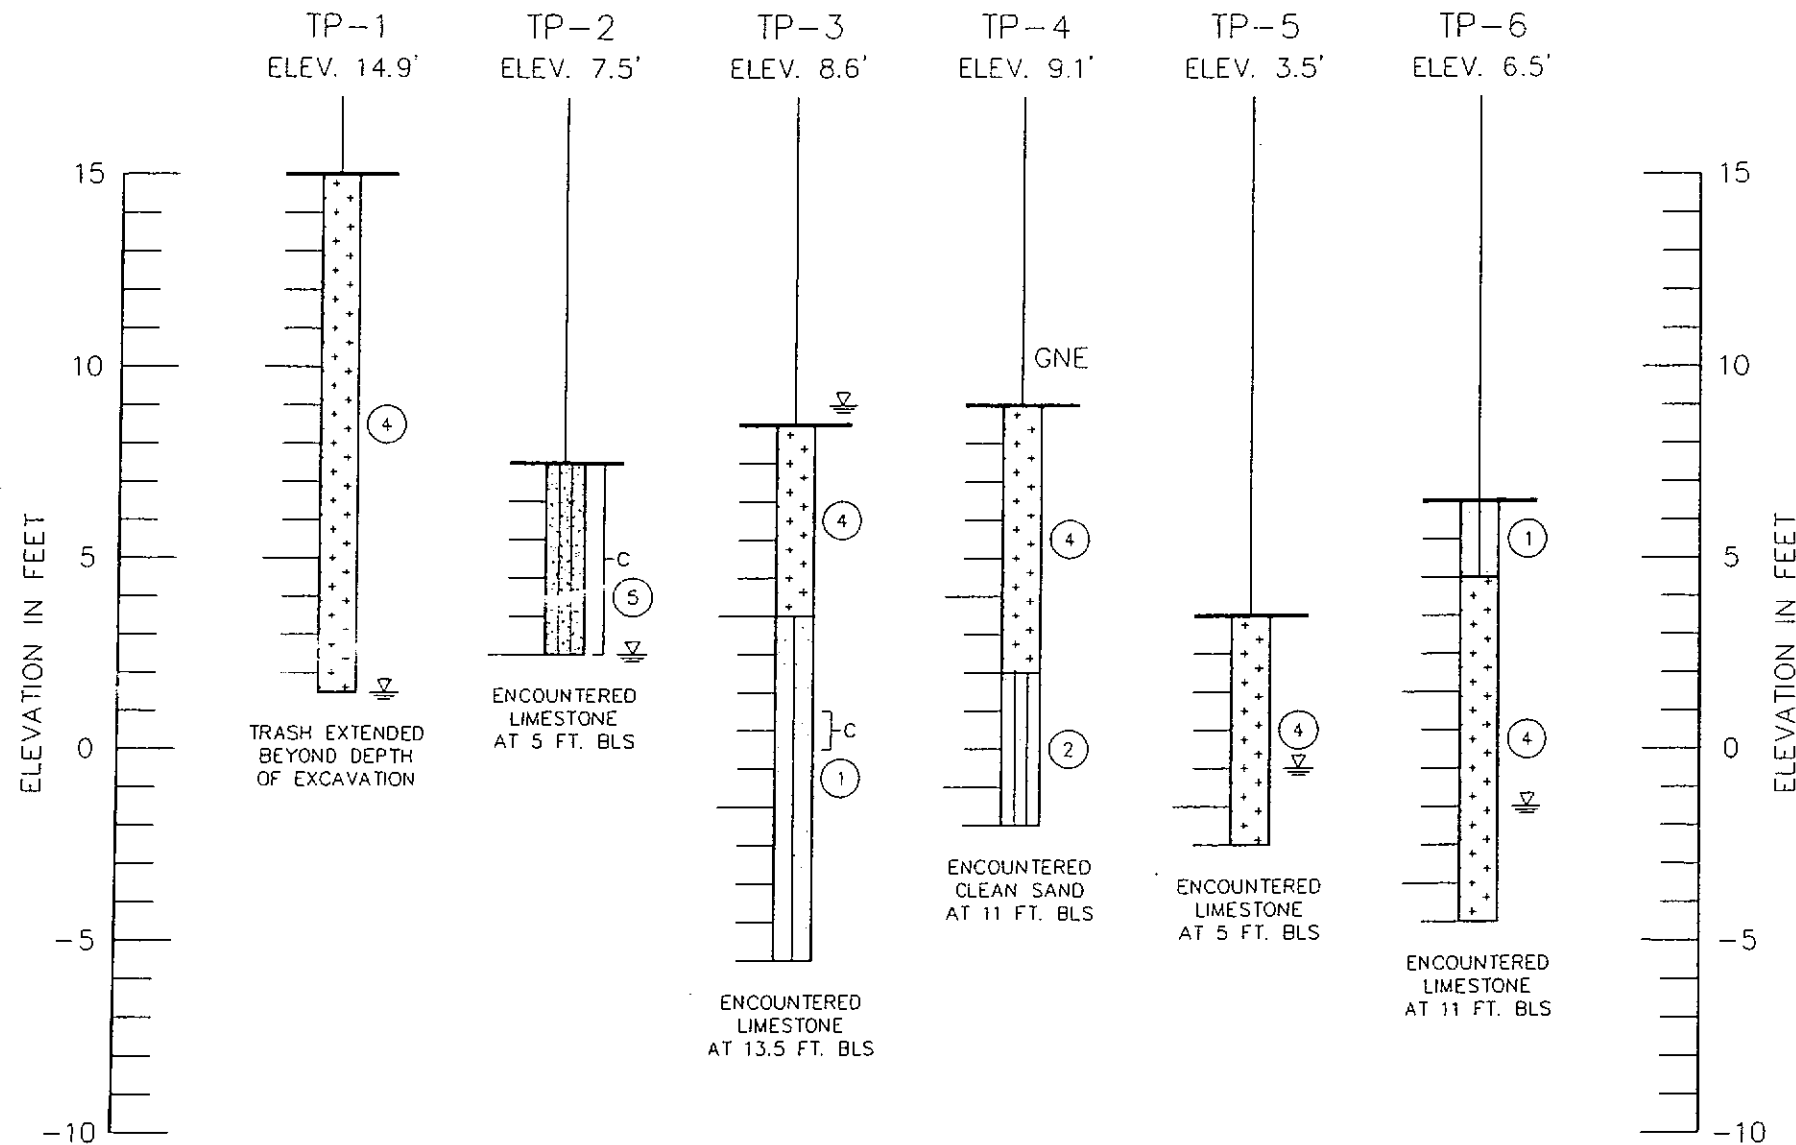 TP-1
ELEV. 14.9'
TP-2
ELEV. 7.5'
TP-3
ELEV. 8.6'
TP-4
ELEV. 9.1'
TP-5
ELEV. 3.5'
TP-6
ELEV. 6.5'
ELEVATION IN FEET
15
10
5
0
-5
-10
4
TRASH EXTENDED
BEYOND DEPTH
OF EXCAVATION
C
5
ENCOUNTERED
LIMESTONE
AT 5 FT. BLS
4
C
1
ENCOUNTERED
LIMESTONE
AT 13.5 FT. BLS
GNE
4
2
ENCOUNTERED
CLEAN SAND
AT 11 FT. BLS
4
ENCOUNTERED
LIMESTONE
AT 5 FT. BLS
1
4
ENCOUNTERED
LIMESTONE
AT 11 FT. BLS
15
10
5
0
-5
-10
ELEVATION IN FEET